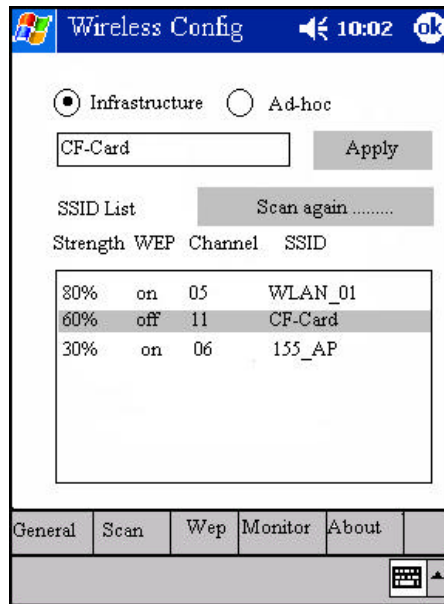 Wireless Config 10:02 ok
Infrastructure Ad-hoc
CF-Card Apply
SSID List Scan again .........
Strength WEP Channel SSID
80% on 05 WLAN_01
60% off 11 CF-Card
30% on 06 155_AP
General Scan Wep Monitor About